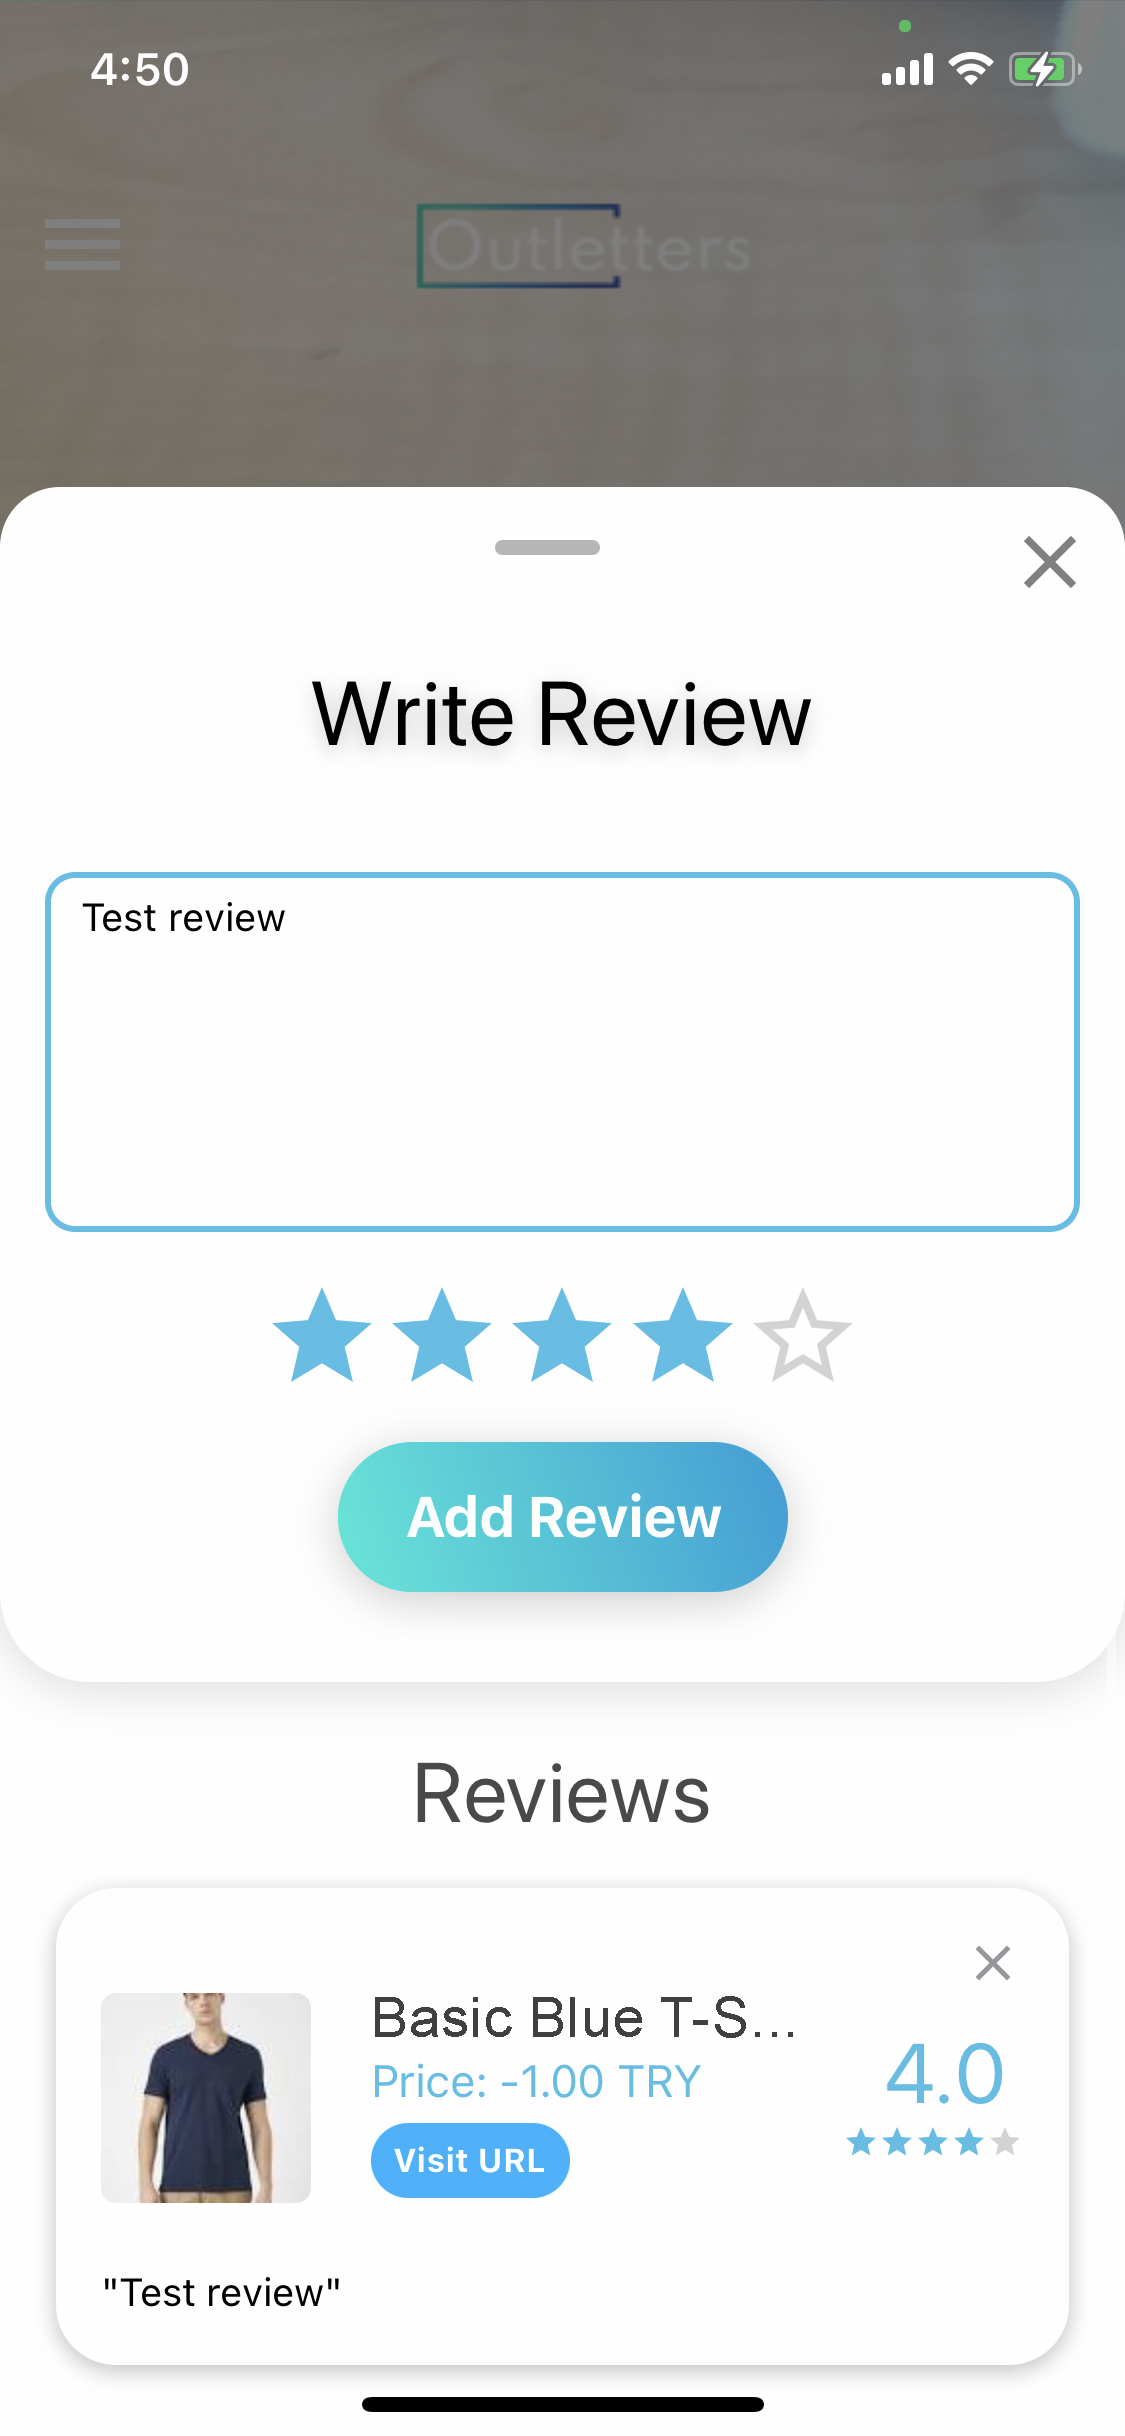 4:50
Outletters
Write Review
Test review
Add Review
Reviews
Basic Blue T-S...
Price: -1.00 TRY
4.0
Visit URL
"Test review"